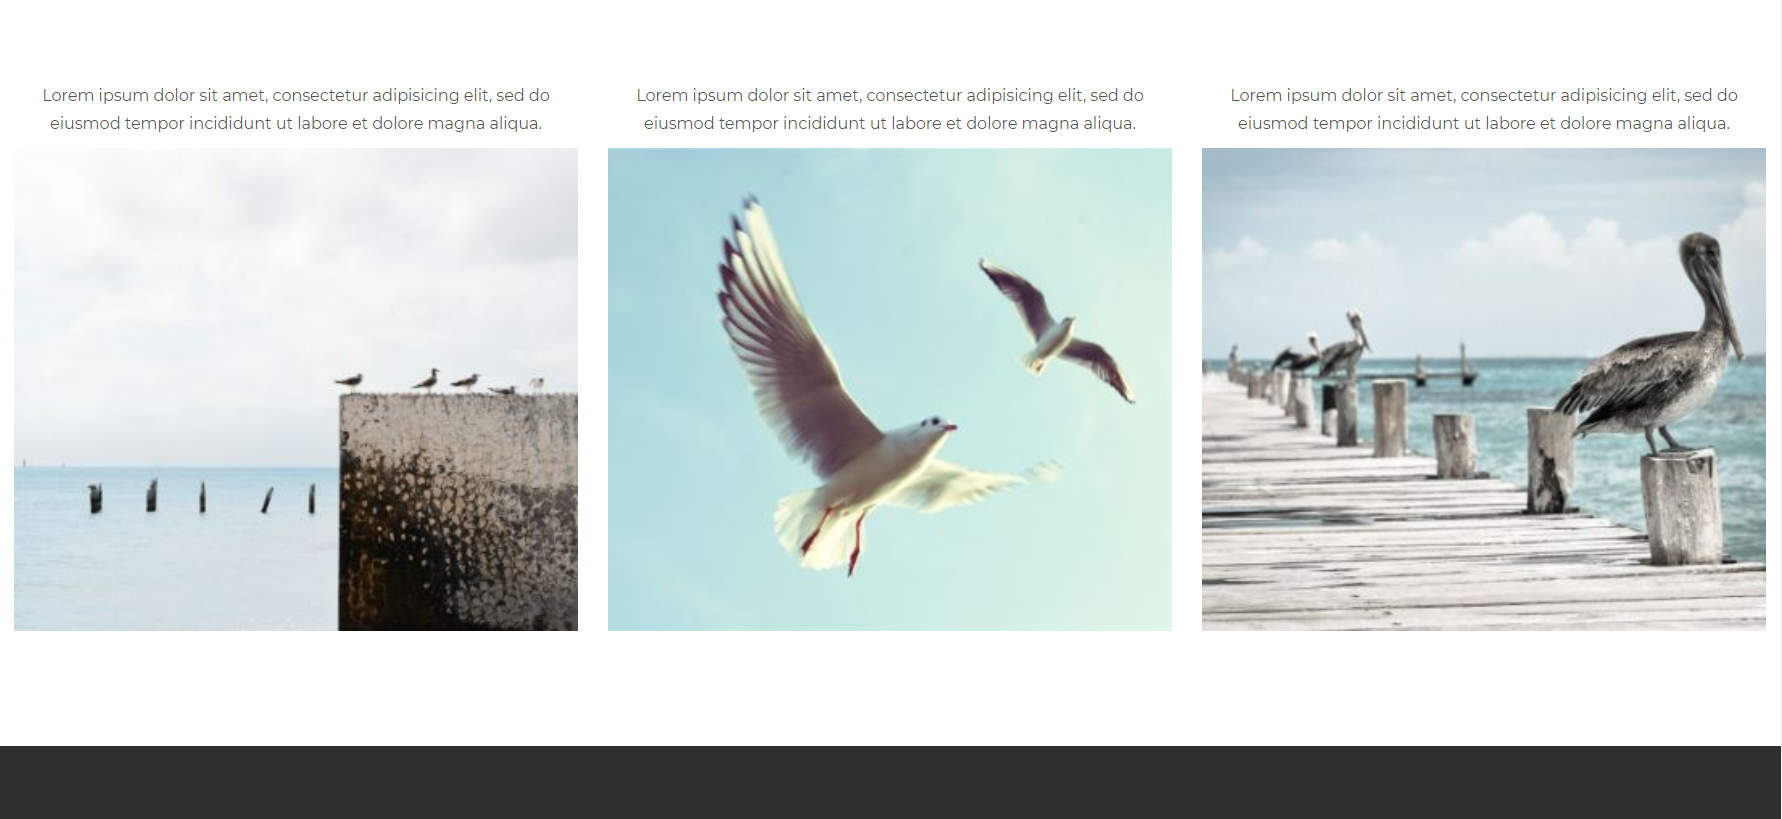 Lorem ipsum dolor sit amet, consectetur adipisicing elit, sed do
eiusmod tempor incididunt ut labore et dolore magna aliqua.
Lorem ipsum dolor sit amet, consectetur adipisicing elit, sed do
eiusmod tempor incididunt ut labore et dolore magna aliqua.
Lorem ipsum dolor sit amet, consectetur adipisicing elit, sed do
eiusmod tempor incididunt ut labore et dolore magna aliqua.